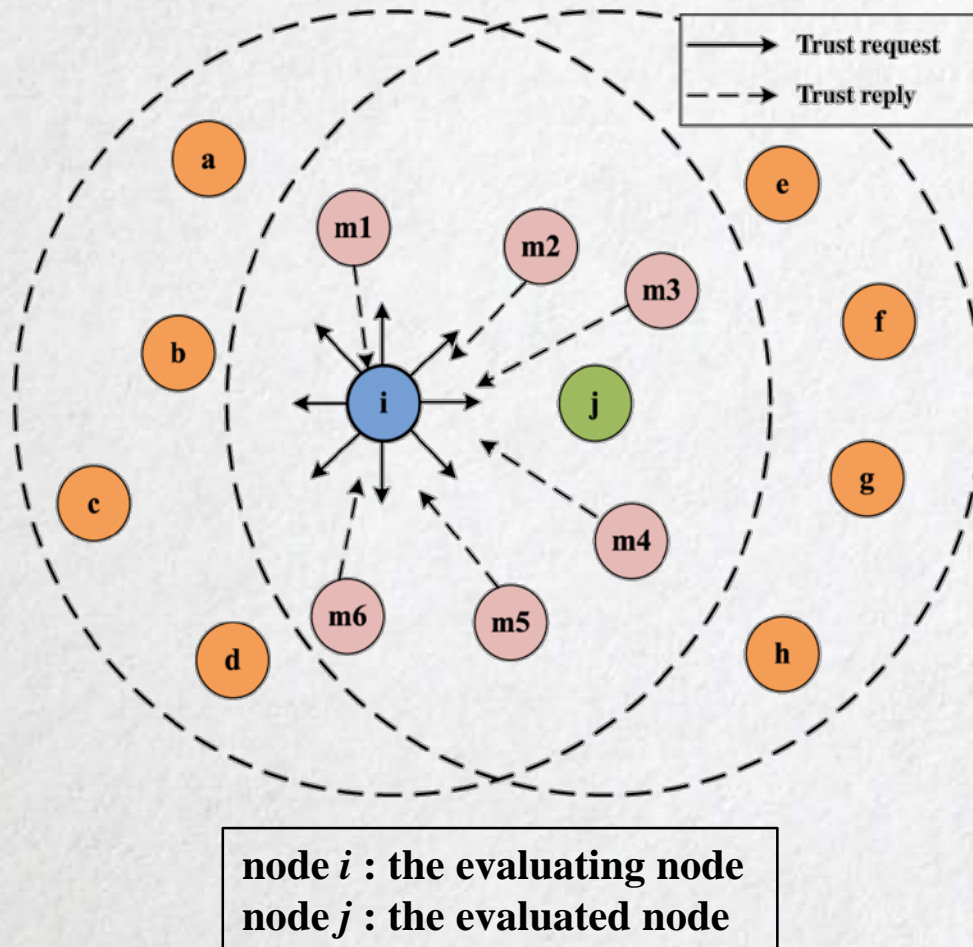 Trust request
Trust reply
a
e
m1
m2
m3
f
b
i
j
g
c
m4
m6
m5
d
h
node i : the evaluating node
node j : the evaluated node